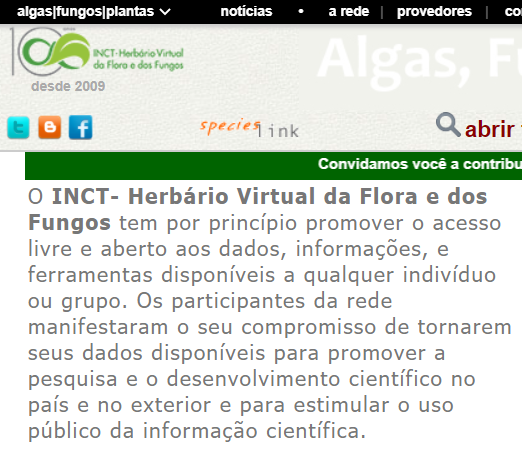 algas|fungos|plantas notícias • a rede | provedores |
INCT-Herbário Virtual
da Flora e dos Fungos
desde 2009
Algas,
species link
abrir
Convidamos você a contribu
O INCT- Herbário Virtual da Flora e dos
Fungos tem por princípio promover o acesso
livre e aberto aos dados, informações, e
ferramentas disponíveis a qualquer indivíduo
ou grupo. Os participantes da rede
manifestaram o seu compromisso de tornarem
seus dados disponíveis para promover a
pesquisa e o desenvolvimento científico no
país e no exterior e para estimular o uso
público da informação científica.